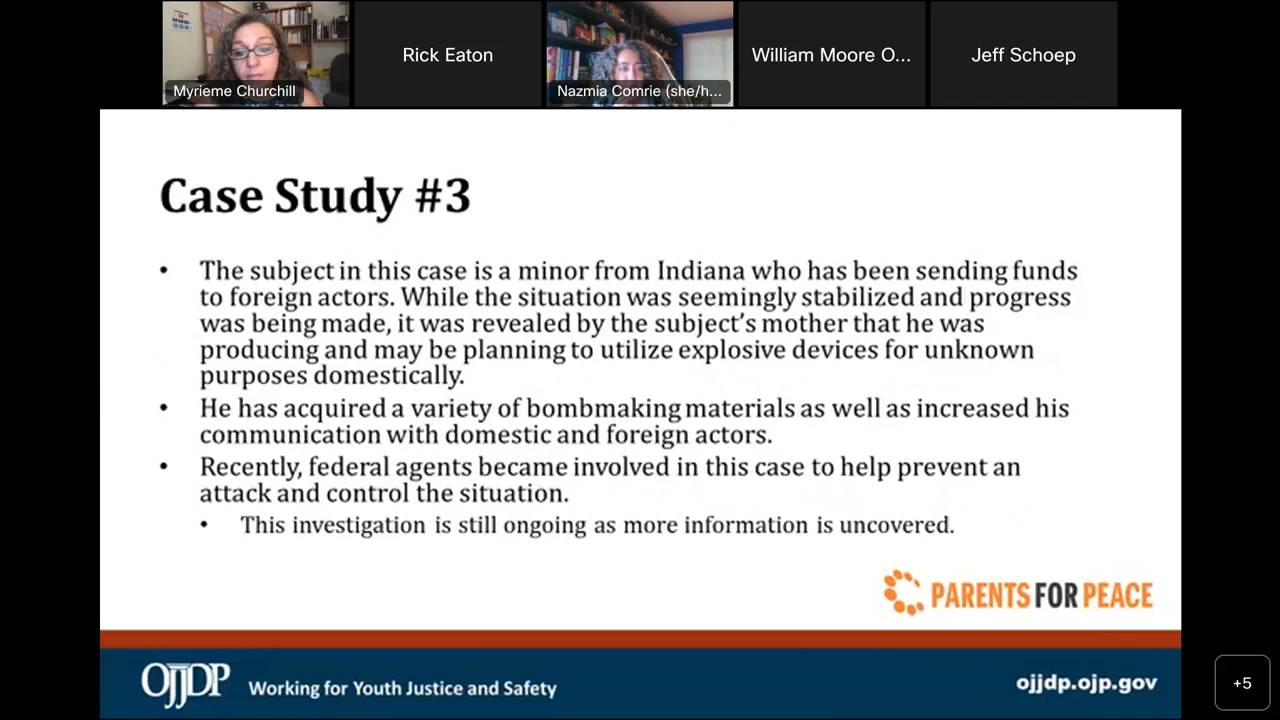 Rick Eaton
William Moore O...
Jeff Schoep
Myrieme Churchill
Nazmia Comrie (she/h...
Case Study #3
• The subject in this case is a minor from Indiana who has been sending funds
to foreign actors. While the situation was seemingly stabilized and progress
was being made, it was revealed by the subject's mother that he was
producing and may be planning to utilize explosive devices for unknown
purposes domestically.
• He has acquired a variety of bombmaking materials as well as increased his
communication with domestic and foreign actors.
• Recently, federal agents became involved in this case to help prevent an
attack and control the situation.
• This investigation is still ongoing as more information is uncovered.
PARENTS FOR PEACE
OJJDP Working for Youth Justice and Safety
ojjdp.ojp.gov
+5